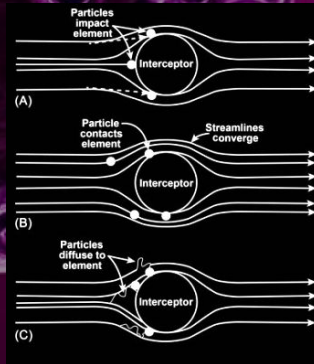 Particles
impact
element
Interceptor
(A)
Particle
contacts
element
Streamlines
converge
Interceptor
(B)
Particles
diffuse to
element
Interceptor
(C)